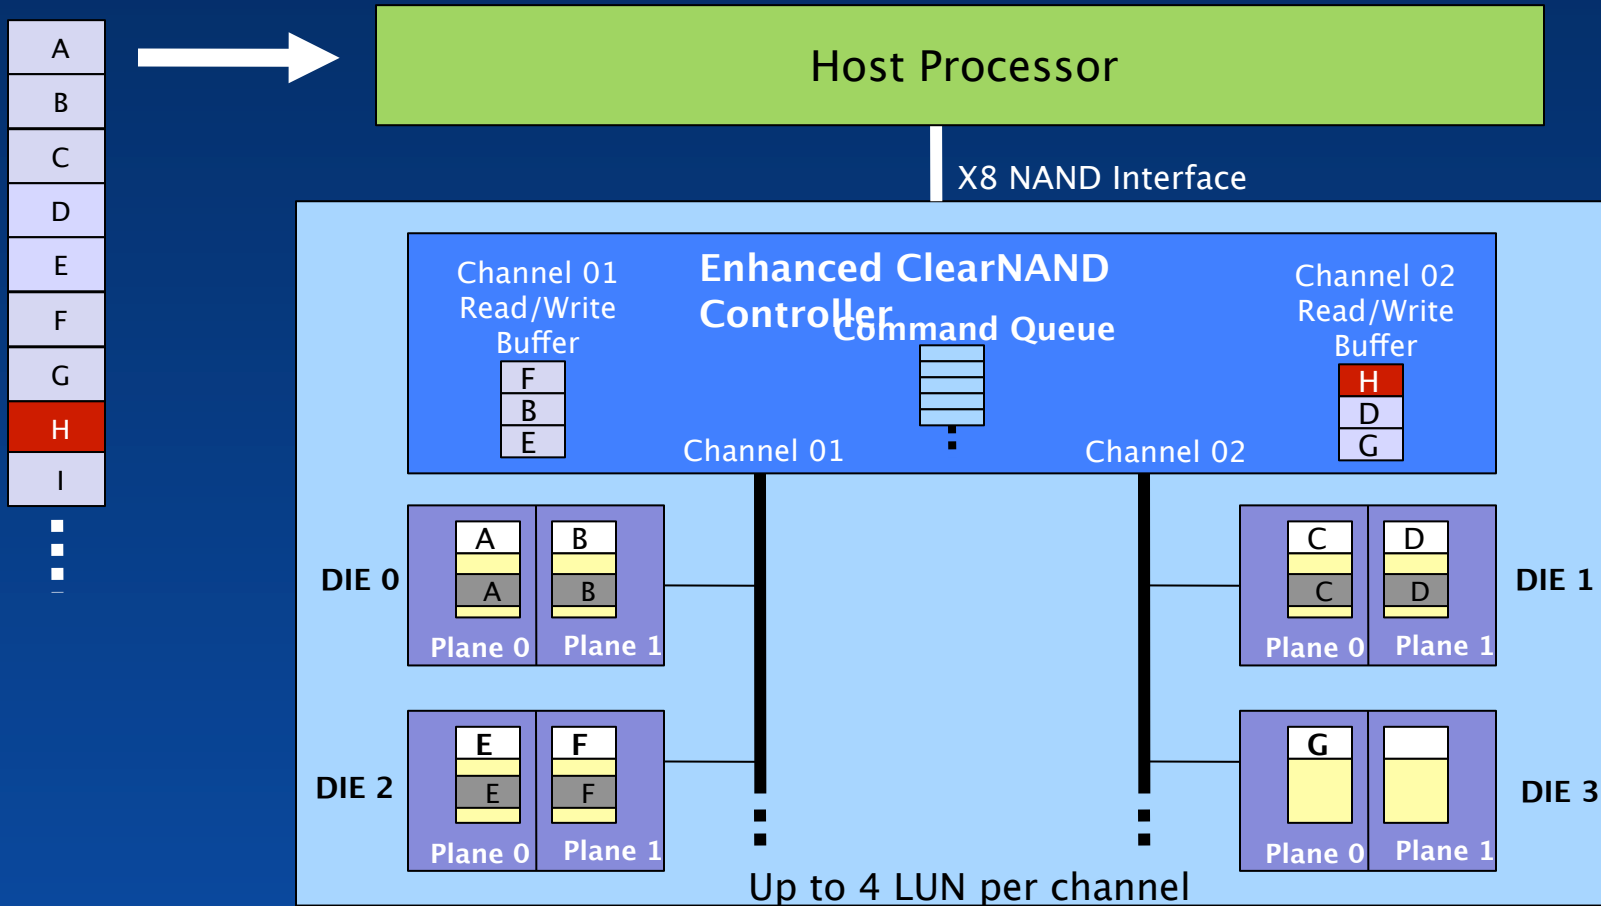 A
B
C
D
E
F
G
H
I
Host Processor
X8 NAND Interface
Enhanced ClearNAND
Controller
Command Queue
Channel 01
Read/Write
Buffer
F
B
E
Channel 02
Read/Write
Buffer
H
D
G
Channel 01
Channel 02
DIE 0
A
A
Plane 0
B
B
Plane 1
C
C
Plane 0
D
D
Plane 1
DIE 1
DIE 2
E
E
Plane 0
F
F
Plane 1
G
Plane 0
Plane 1
DIE 3
Up to 4 LUN per channel